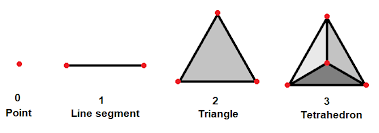 0
Point
1
Line segment
2
Triangle
3
Tetrahedron